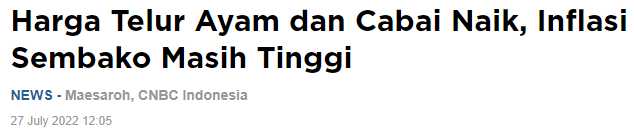 Harga Telur Ayam dan Cabai Naik, Inflasi
Sembako Masih Tinggi
NEWS - Maesaroh, CNBC Indonesia
27 July 2022 12:05